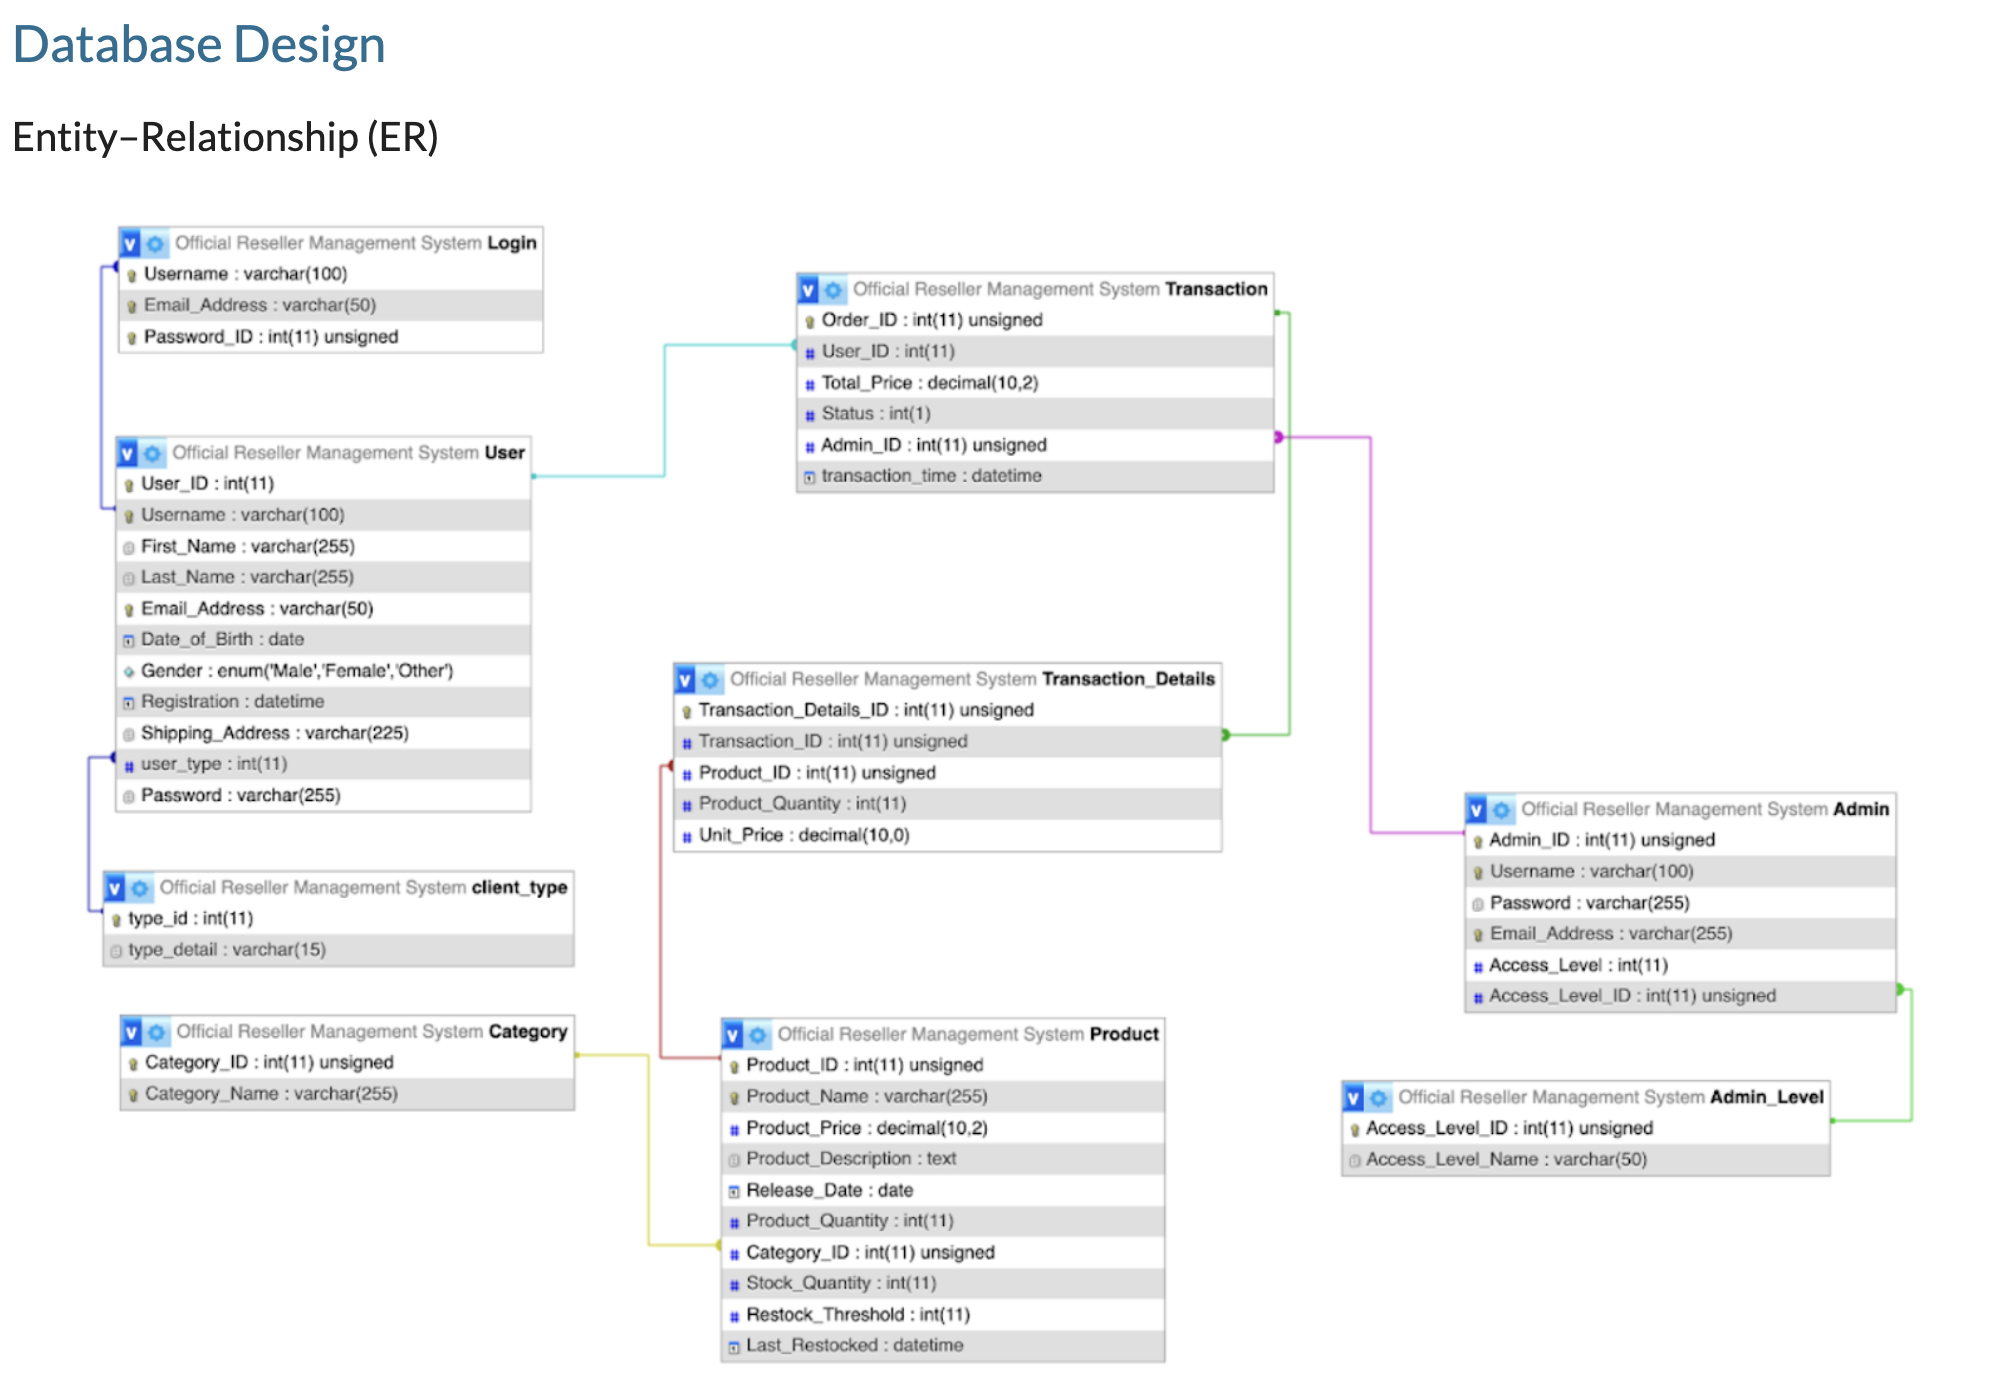 Database Design
Entity–Relationship (ER)
v Official Reseller Management System Login
Username : varchar(100)
Email_Address : varchar(50)
Password_ID : int(11) unsigned
v Official Reseller Management System User
User_ID : int(11)
Username : varchar(100)
First_Name : varchar(255)
Last_Name : varchar(255)
Email_Address : varchar(50)
Date_of_Birth : date
Gender : enum('Male','Female','Other')
Registration : datetime
Shipping_Address : varchar(225)
# user_type : int(11)
Password : varchar(255)
v Official Reseller Management System client_type
type_id : int(11)
type_detail : varchar(15)
v Official Reseller Management System Category
Category_ID : int(11) unsigned
Category_Name : varchar(255)
v Official Reseller Management System Transaction
Order_ID : int(11) unsigned
# User_ID : int(11)
# Total_Price : decimal(10,2)
# Status : int(1)
# Admin_ID : int(11) unsigned
transaction_time : datetime
v Official Reseller Management System Transaction_Details
Transaction_Details_ID : int(11) unsigned
# Transaction_ID : int(11) unsigned
# Product_ID : int(11) unsigned
# Product_Quantity : int(11)
# Unit_Price : decimal(10,0)
v Official Reseller Management System Product
Product_ID : int(11) unsigned
Product_Name : varchar(255)
# Product_Price : decimal(10,2)
Product_Description : text
Release_Date : date
# Product_Quantity : int(11)
# Category_ID : int(11) unsigned
# Stock_Quantity : int(11)
# Restock_Threshold : int(11)
Last_Restocked : datetime
v Official Reseller Management System Admin
Admin_ID : int(11) unsigned
Username : varchar(100)
Password : varchar(255)
Email_Address : varchar(255)
# Access_Level : int(11)
# Access_Level_ID : int(11) unsigned
v Official Reseller Management System Admin_Level
Access_Level_ID : int(11) unsigned
Access_Level_Name : varchar(50)